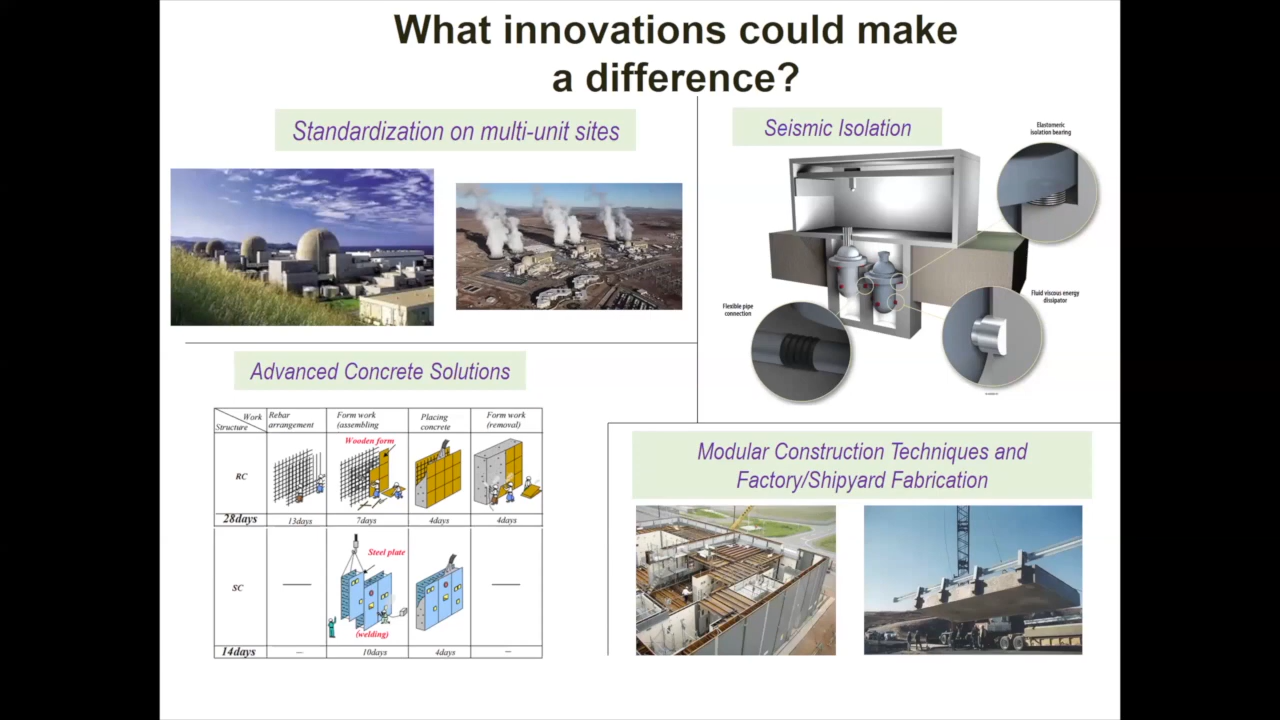 What innovations could make
a difference?
Standardization on multi-unit sites
Seismic Isolation
Elastomeric
isolation bearing
Flexible pipe
connection
Fluid viscous energy
dissipator
Advanced Concrete Solutions
Work
Structure
Rebar
arrangement
Form work
(assembling
Placing
concrete
Form work
(removal)
Wooden form
RC
28days
13days
7days
4days
4days
Steel plate
SC
(welding)
14days
—
10days
4days
—
Modular Construction Techniques and
Factory/Shipyard Fabrication